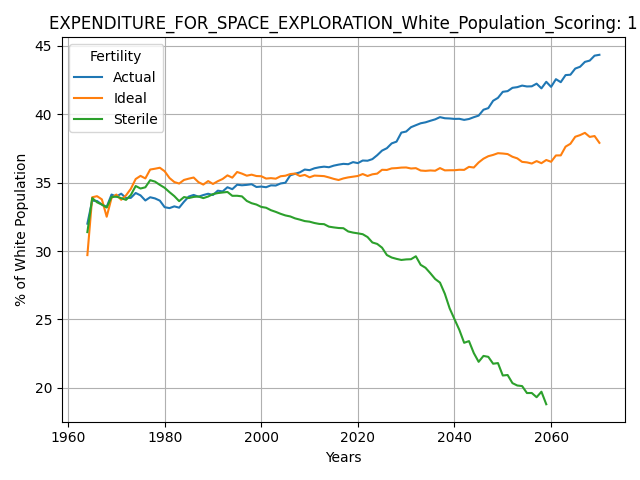 EXPENDITURE_FOR_SPACE_EXPLORATION_White_Population_Scoring: 1
Fertility
Actual
Ideal
Sterile
% of White Population
45
40
35
30
25
20
1960
1980
2000
2020
2040
2060
Years